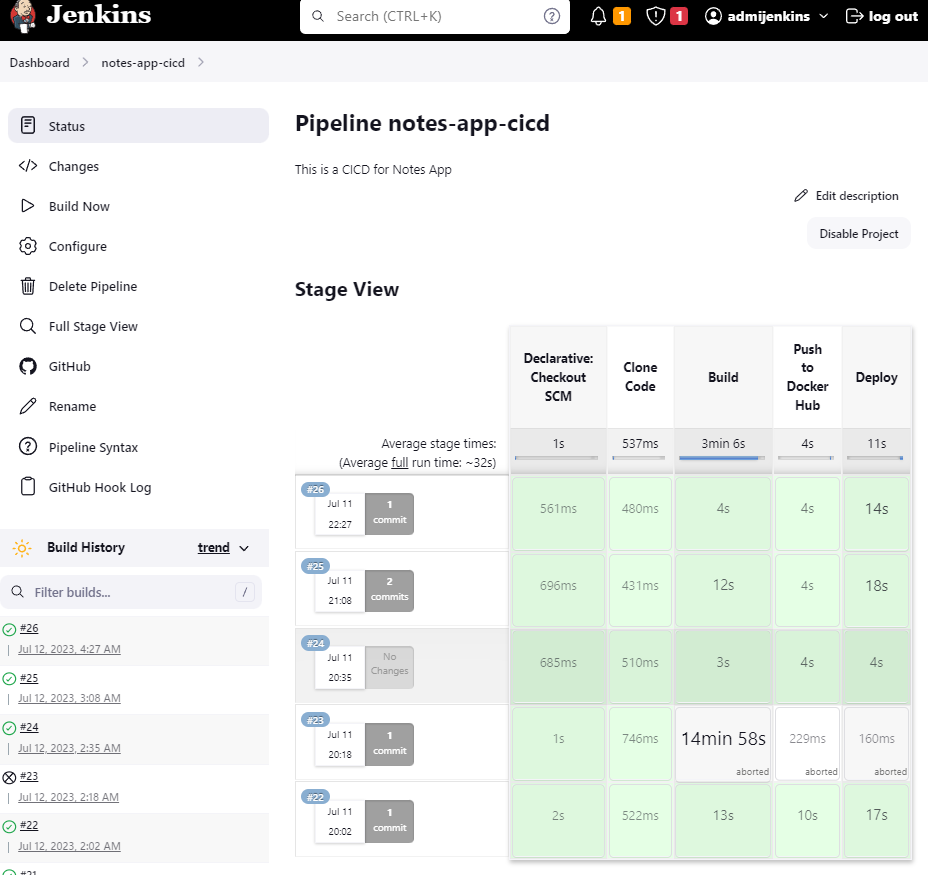 Jenkins
Search (CTRL+K)
?
1
1
admijenkins
log out
Dashboard
notes-app-cicd
Status
Changes
Build Now
Configure
Delete Pipeline
Full Stage View
GitHub
Rename
Pipeline Syntax
GitHub Hook Log
Build History
trend
Filter builds...
/
#26
Jul 12, 2023, 4:27 AM
#25
Jul 12, 2023, 3:08 AM
#24
Jul 12, 2023, 2:35 AM
#23
Jul 12, 2023, 2:18 AM
#22
Jul 12, 2023, 2:02 AM
#21
Pipeline notes-app-cicd
This is a CICD for Notes App
Edit description
Disable Project
Stage View
Declarative:
Checkout
SCM
Clone
Code
Build
Push
to
Docker
Hub
Deploy
Average stage times:
(Average full run time: ~32s)
1s
537ms
3min 6s
4s
11s
#26
Jul 11
22:27
1
commit
561ms
480ms
4s
4s
14s
#25
Jul 11
21:08
2
commits
696ms
431ms
12s
4s
18s
#24
Jul 11
20:35
No
Changes
685ms
510ms
3s
4s
4s
#23
Jul 11
20:18
1
commit
1s
746ms
14min 58s
aborted
229ms
aborted
160ms
aborted
#22
Jul 11
20:02
1
commit
2s
522ms
13s
10s
17s